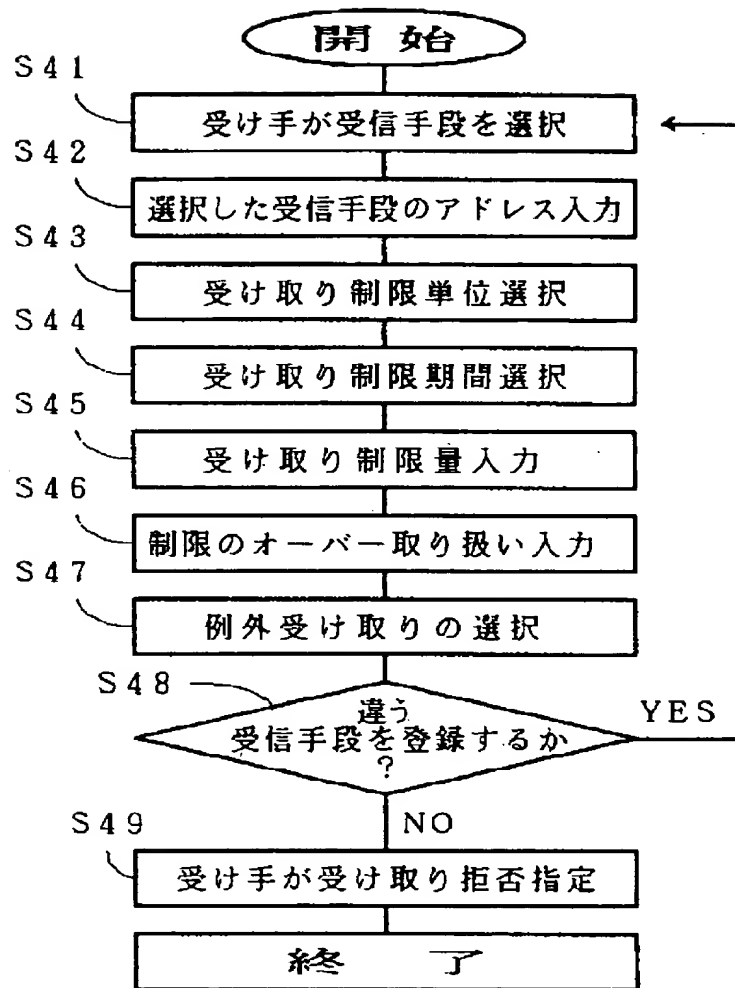 開始
S41
受け手が受信手段を選択
S42
選択した受信手段のアドレス入力
S43
受け取り制限単位選択
S44
受け取り制限期間選択
S45
受け取り制限量入力
S46
制限のオーバー取り扱い入力
S47
例外受け取りの選択
S48
違う
受信手段を登録するか
?
YES
NO
S49
受け手が受け取り拒否指定
終了